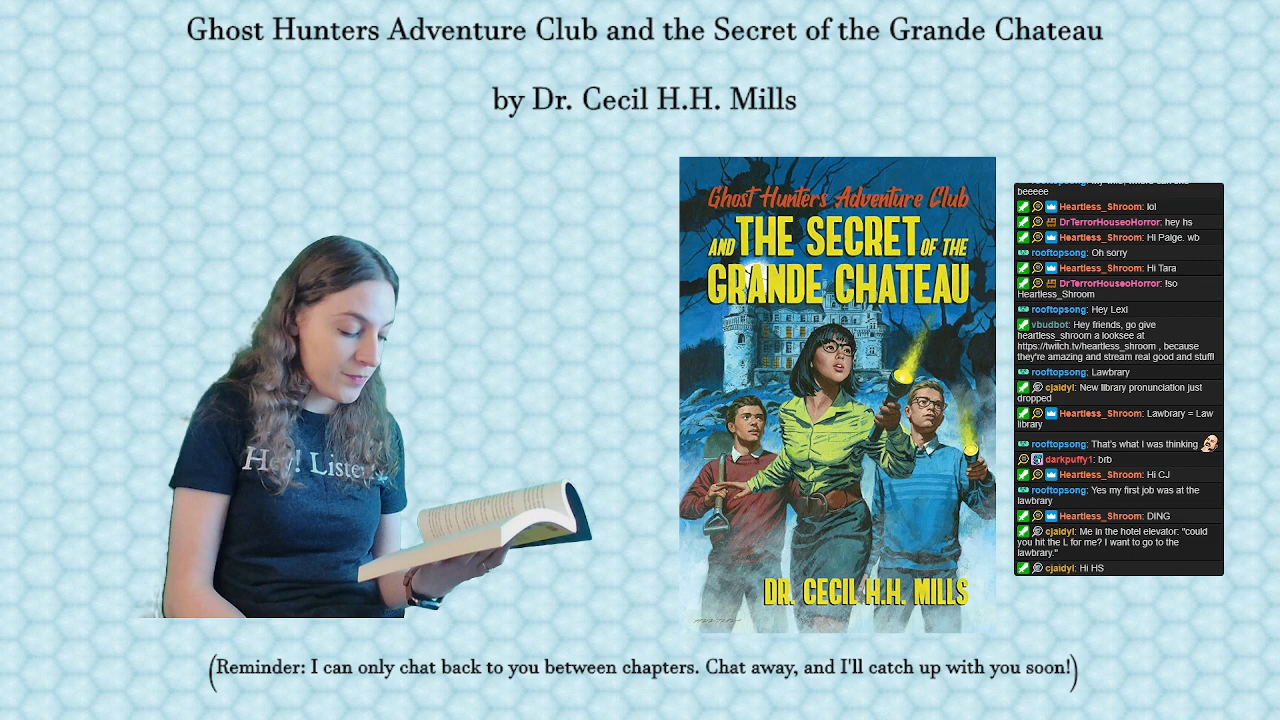 Ghost Hunters Adventure Club and the Secret of the Grande Chateau
by Dr. Cecil H.H. Mills
Ghost Hunters Adventure Club
AND THE SECRET OF THE
GRANDE CHATEAU
DR. CECIL H.H. MILLS
Hey! Listen
beeeee
Heartless_Shroom: lol
DrTerrorHouseoHorror: hey hs
Heartless_Shroom: Hi Paige. wb
rooftopsong: Oh sorry
Heartless_Shroom: Hi Tara
DrTerrorHouseoHorror: !so
Heartless_Shroom
rooftopsong: Hey Lexi
vbudbot: Hey friends, go give
heartless_shroom a looksee at
https://twitch.tv/heartless_shroom , because
they're amazing and stream real good and stuff!
rooftopsong: Lawbrary
cjaidyl: New library pronunciation just
dropped
Heartless_Shroom: Lawbrary = Law
library
rooftopsong: That's what I was thinking
darkpuffy1: brb
Heartless_Shroom: Hi CJ
rooftopsong: Yes my first job was at the
lawbrary
Heartless_Shroom: DING
cjaidyl: Me in the hotel elevator: "could
you hit the L for me? I want to go to the
lawbrary."
cjaidyl: Hi HS
(Reminder: I can only chat back to you between chapters. Chat away, and I'll catch up with you soon!)